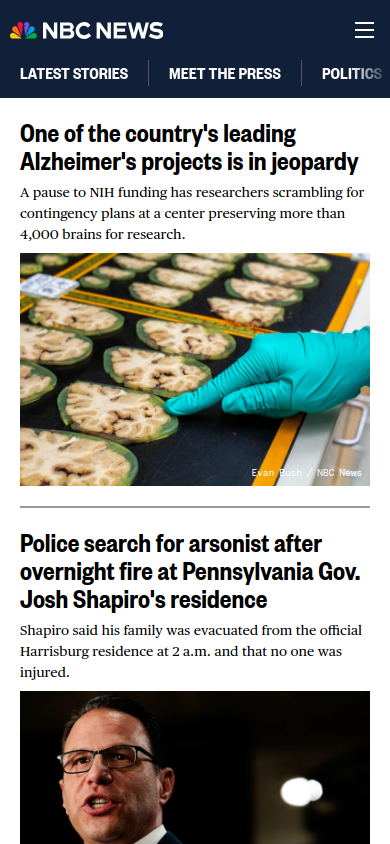 NBC NEWS
LATEST STORIES
MEET THE PRESS
POLITICS
One of the country's leading
Alzheimer's projects is in jeopardy
A pause to NIH funding has researchers scrambling for
contingency plans at a center preserving more than
4,000 brains for research.
Evan Bush / NBC News
Police search for arsonist after
overnight fire at Pennsylvania Gov.
Josh Shapiro's residence
Shapiro said his family was evacuated from the official
Harrisburg residence at 2 a.m. and that no one was
injured.